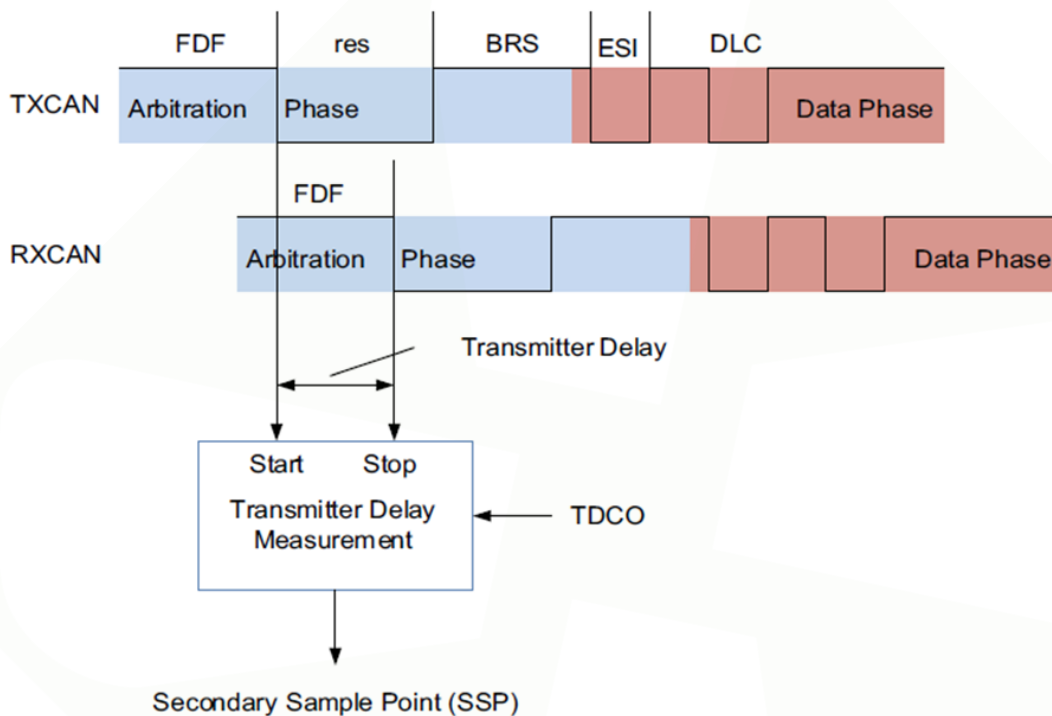 FDF res BRS ESI DLC
TXCAN Arbitration Phase Data Phase
FDF
RXCAN Arbitration Phase Data Phase
Transmitter Delay
Start Stop
Transmitter Delay
Measurement
TDCO
Secondary Sample Point (SSP)